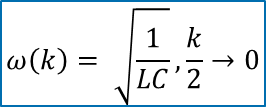 ω(k) = √(1/LC), k/2 → 0